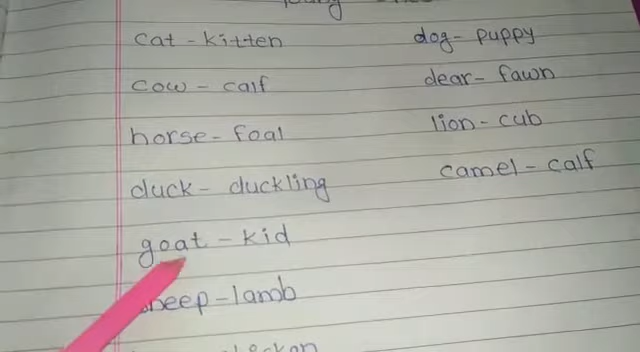 cat - kitten
cow - calf
horse - foal
duck - duckling
goat - kid
lamb
dog - puppy
dear - fawn
lion - cub
camel - calf